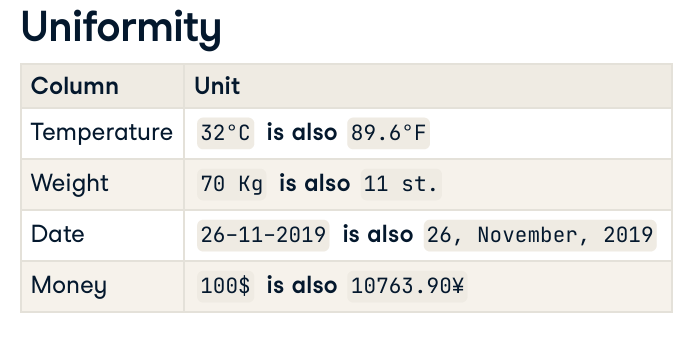 Uniformity
Column Unit
Temperature 32°C is also 89.6°F
Weight 70 Kg is also 11 st.
Date 26-11-2019 is also 26, November, 2019
Money 100$ is also 10763.90¥